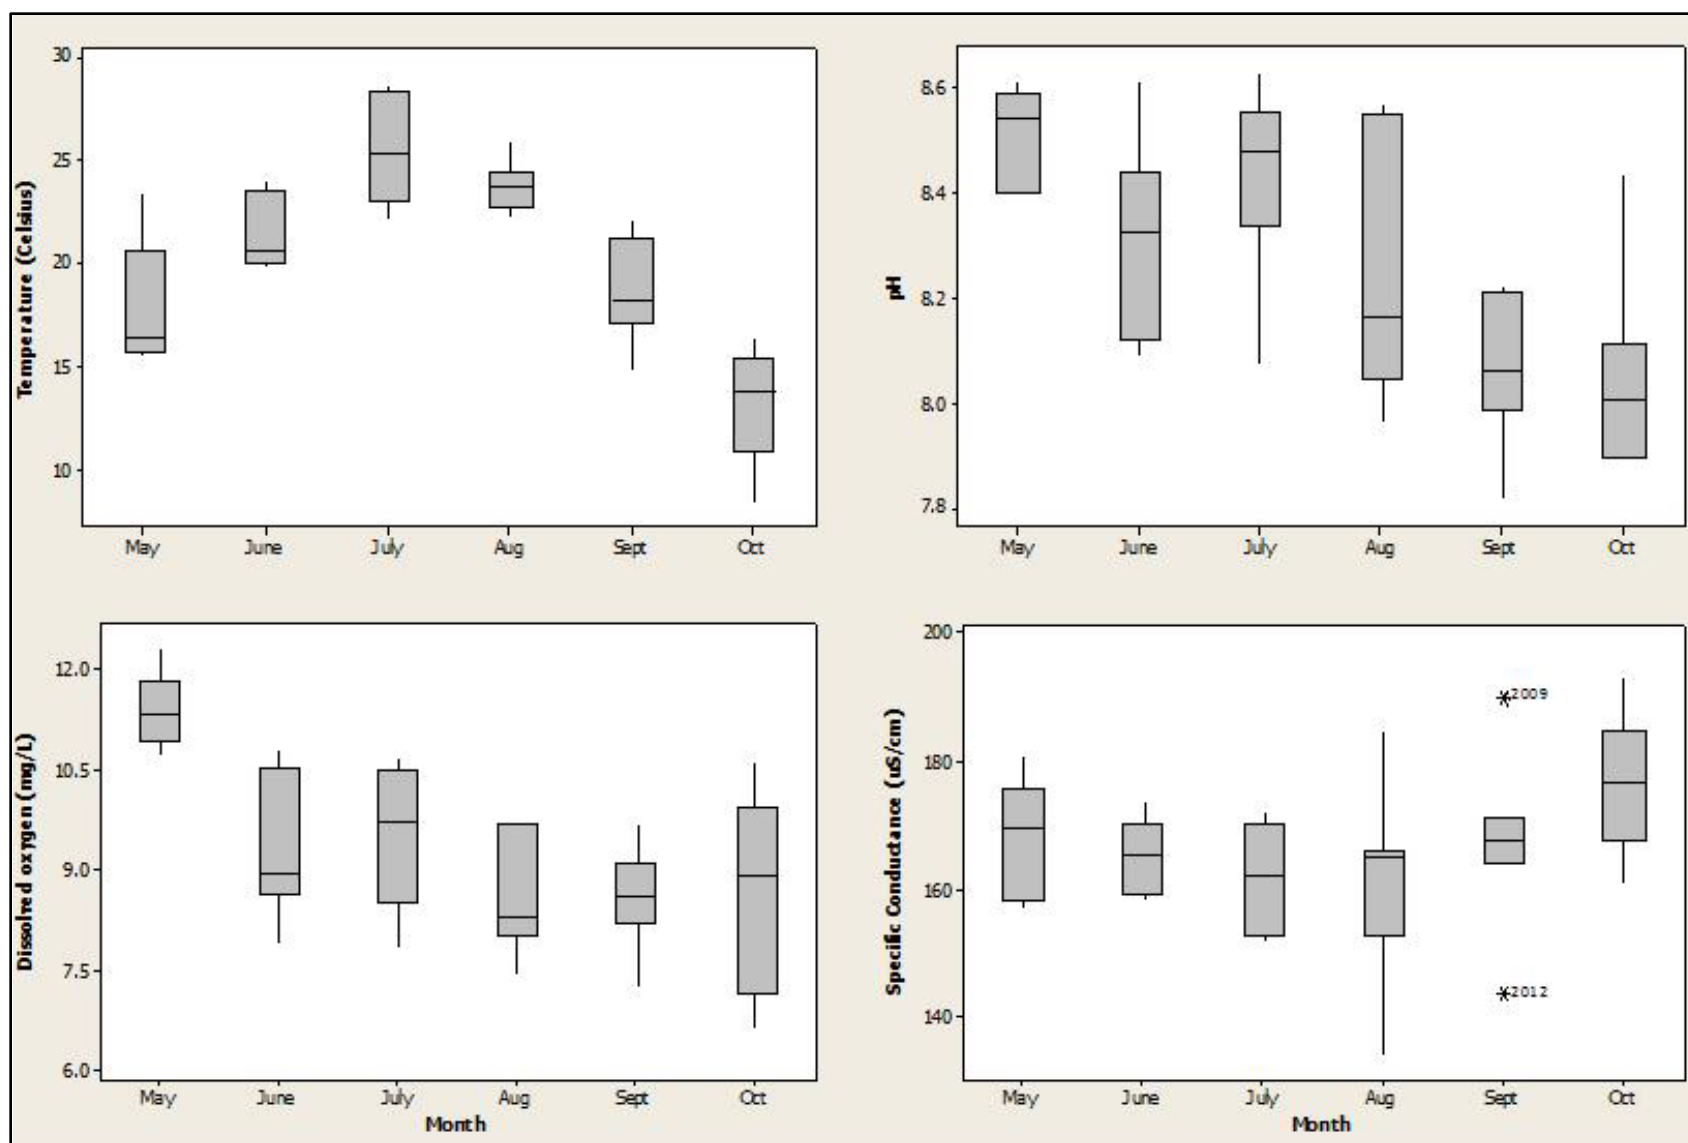 Temperature (Celsius)
30
25
20
15
10
May June July Aug Sept Oct
pH
8.6
8.4
8.2
8.0
7.8
May June July Aug Sept Oct
Dissolved oxygen (mg/L)
12.0
10.5
9.0
7.5
6.0
May June July Aug Sept Oct
Month
Specific Conductance (uS/cm)
200
180
160
140
2009
2012
May June July Aug Sept Oct
Month